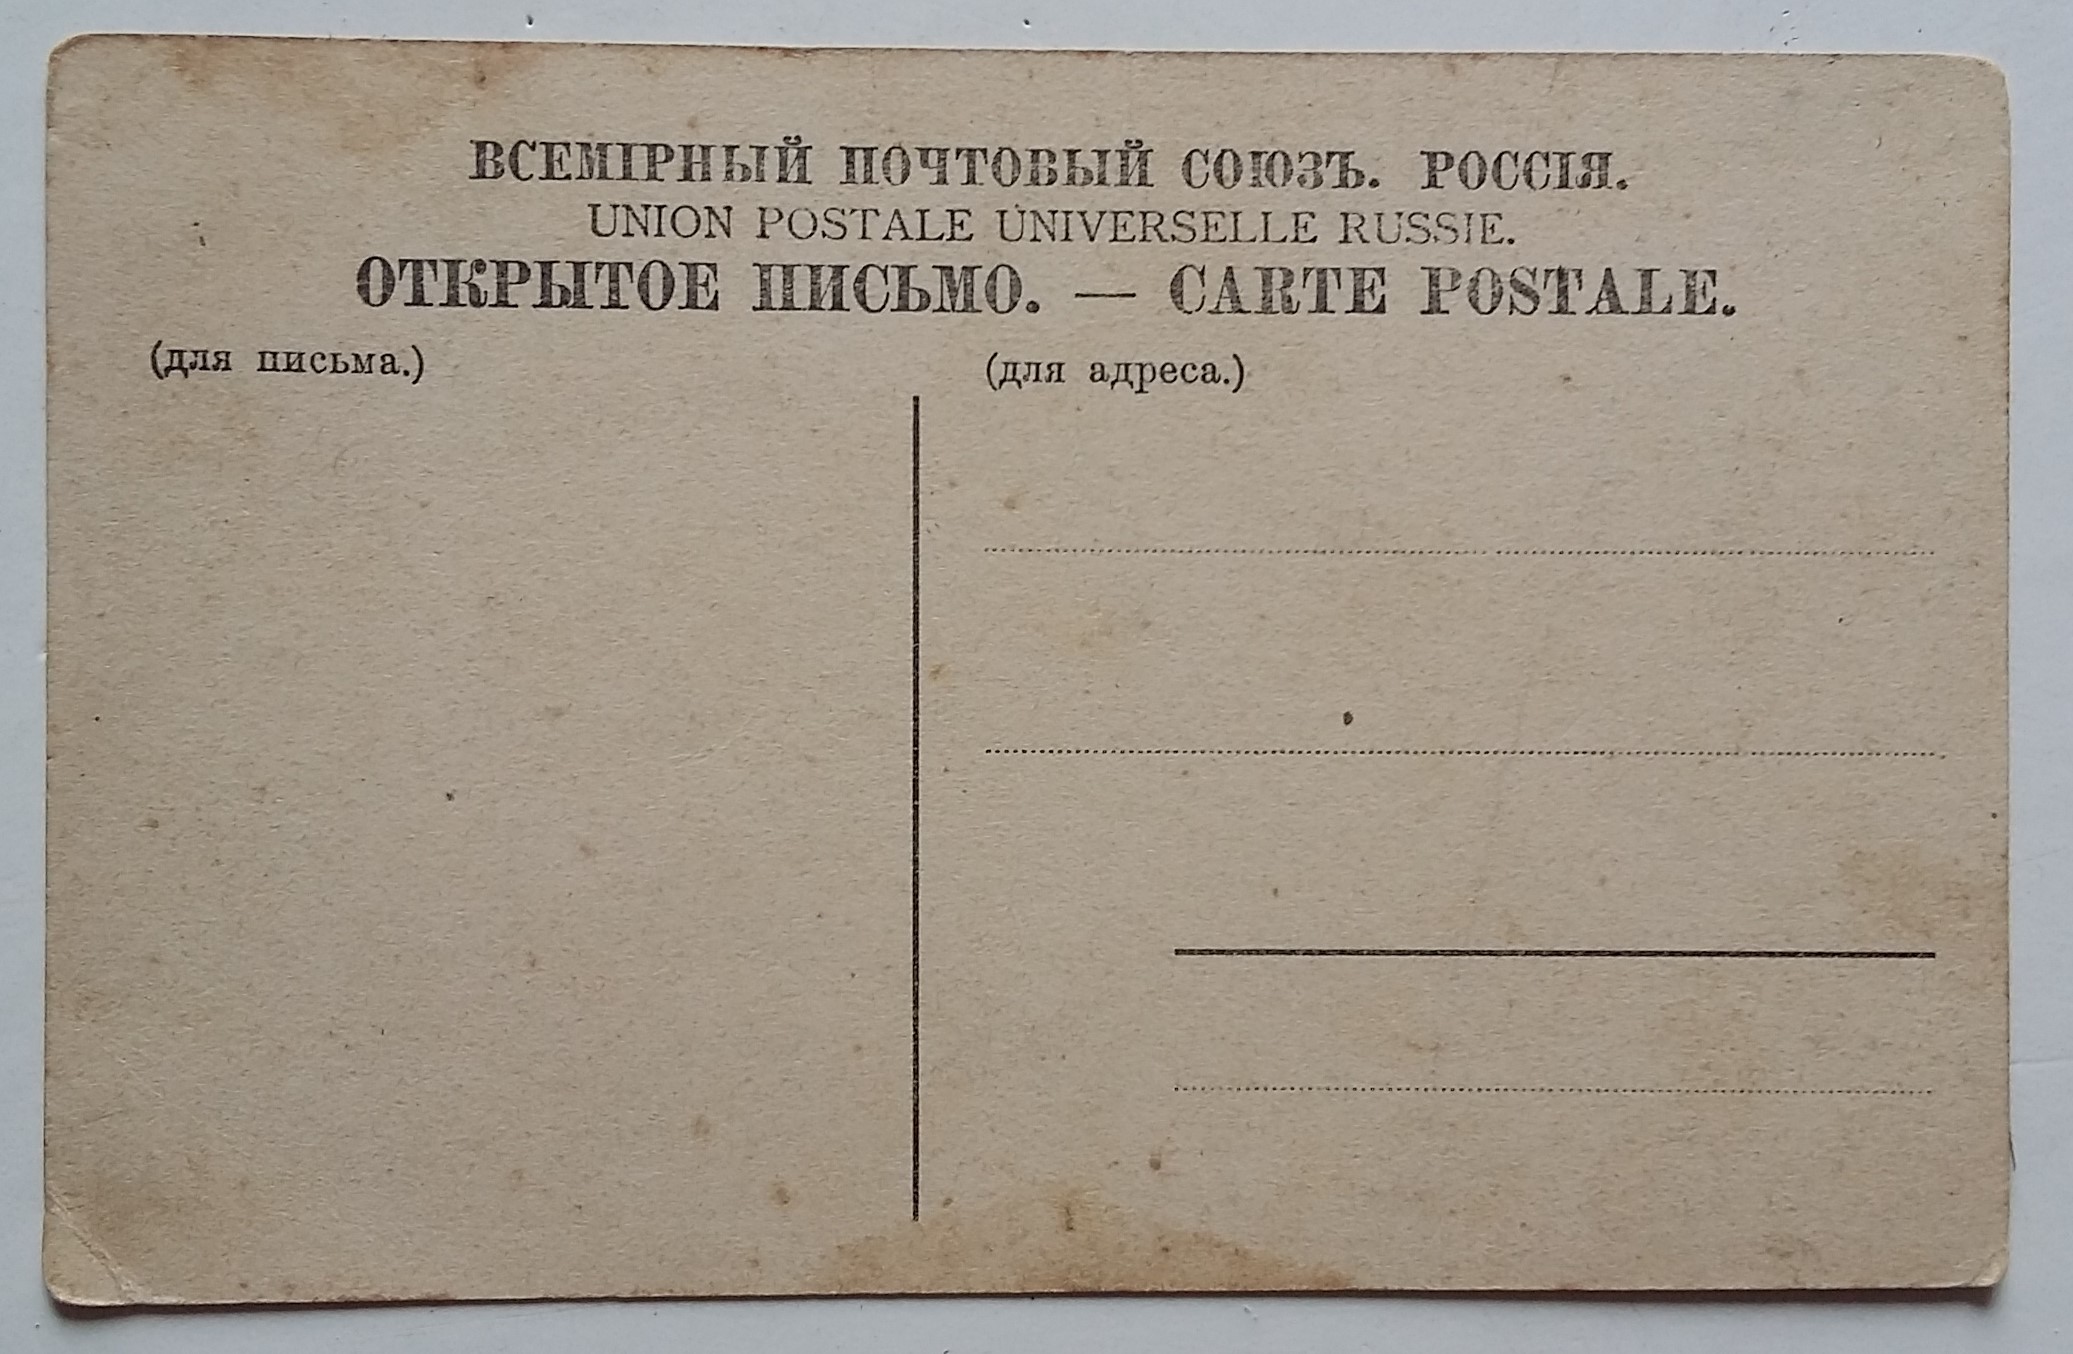 ВСЕМІРНЫЙ ПОЧТОВЫЙ СОЮЗЪ. РОССІЯ.
UNION POSTALE UNIVERSELLE RUSSIE.
ОТКРЫТОЕ ПИСЬМО. — CARTE POSTALE.
(для письма.) (для адреса.)